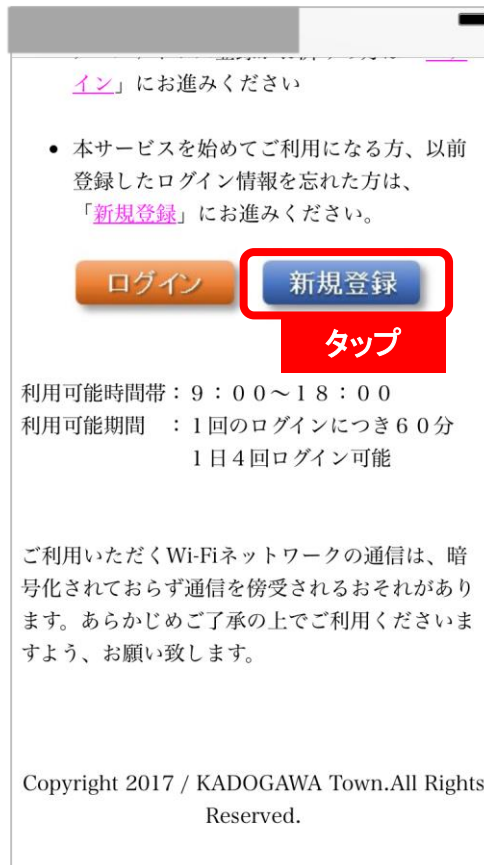 イン」にお進みください
• 本サービスを始めてご利用になる方、以前
登録したログイン情報を忘れた方は、
「新規登録」にお進みください。
ログイン 新規登録
タップ
利用可能時間帯：９：００～１８：００
利用可能期間　：１回のログインにつき６０分
１日４回ログイン可能
ご利用いただくWi-Fiネットワークの通信は、暗
号化されておらず通信を傍受されるおそれがあり
ます。あらかじめご了承の上でご利用くださいま
すよう、お願い致します。
Copyright 2017 / KADOGAWA Town.All Rights
Reserved.